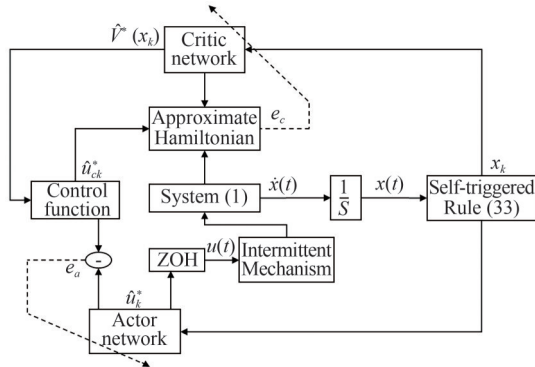 V̂* (x_k)
Critic
network
Approximate
Hamiltonian
e_c
û*_ck
x_k
Control
function
System (1)
ẋ(t)
1
S
x(t)
Self-triggered
Rule (33)
e_a
-
ZOH
u(t)
Intermittent
Mechanism
û*_k
Actor
network